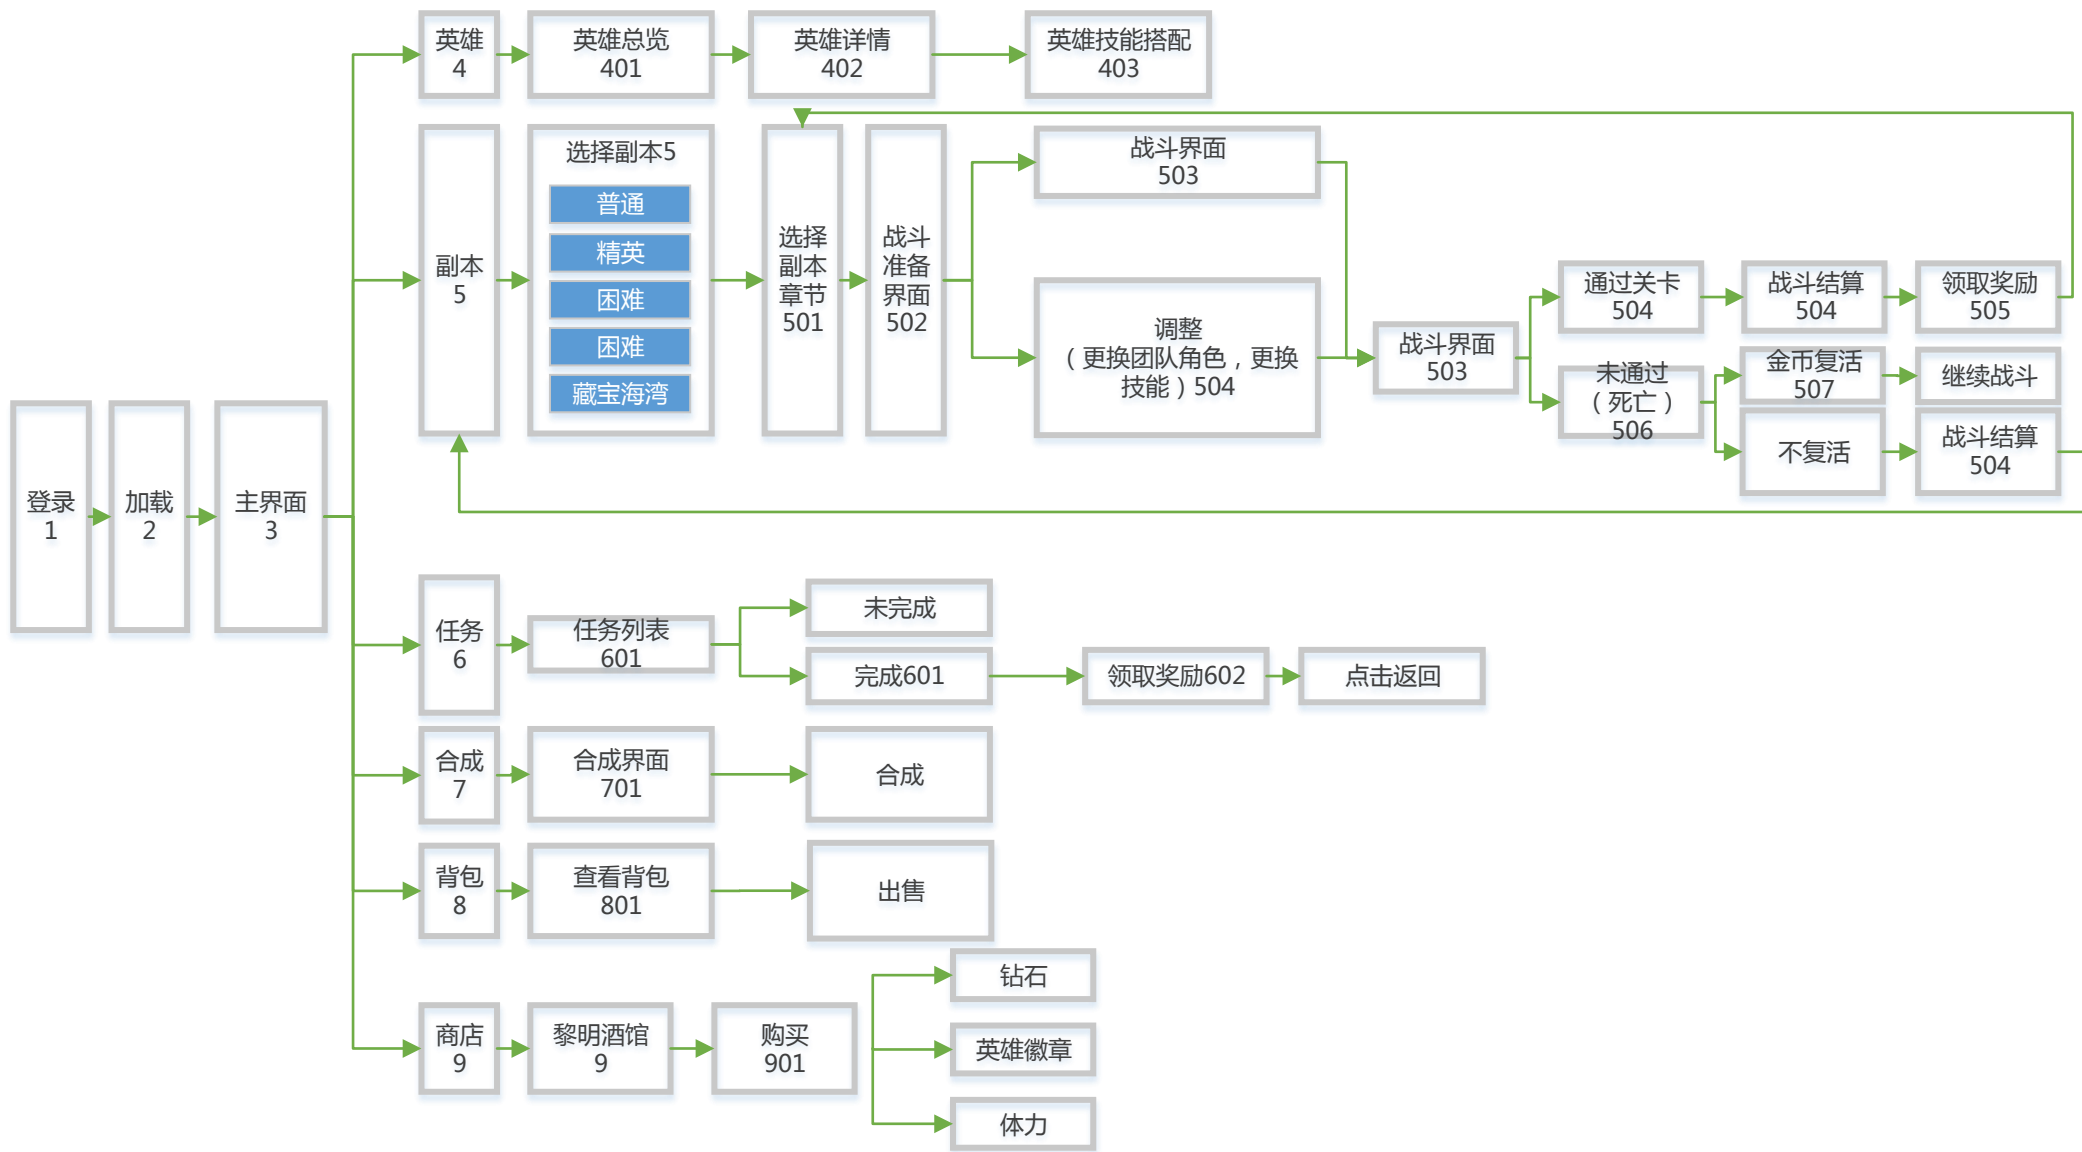 英雄
4
英雄总览
401
英雄详情
402
英雄技能搭配
403
副本
5
选择副本5
普通
精英
困难
困难
藏宝海湾
选择
副本
章节
501
战斗
准备
界面
502
战斗界面
503
调整
（更换团队角色，更换
技能）504
战斗界面
503
通过关卡
504
战斗结算
504
领取奖励
505
未通过
（死亡）
506
金币复活
507
继续战斗
不复活
战斗结算
504
登录
1
加载
2
主界面
3
任务
6
任务列表
601
未完成
完成601
领取奖励602
点击返回
合成
7
合成界面
701
合成
背包
8
查看背包
801
出售
商店
9
黎明酒馆
9
购买
901
钻石
英雄徽章
体力